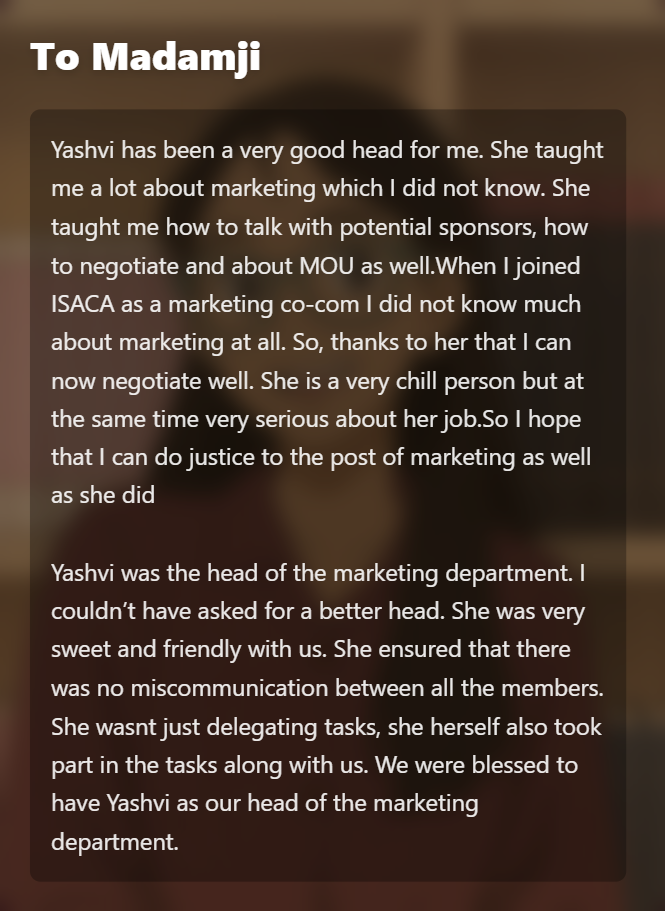 To Madamji
Yashvi has been a very good head for me. She taught
me a lot about marketing which I did not know. She
taught me how to talk with potential sponsors, how
to negotiate and about MOU as well.When I joined
ISACA as a marketing co-com I did not know much
about marketing at all. So, thanks to her that I can
now negotiate well. She is a very chill person but at
the same time very serious about her job.So I hope
that I can do justice to the post of marketing as well
as she did
Yashvi was the head of the marketing department. I
couldn’t have asked for a better head. She was very
sweet and friendly with us. She ensured that there
was no miscommunication between all the members.
She wasnt just delegating tasks, she herself also took
part in the tasks along with us. We were blessed to
have Yashvi as our head of the marketing
department.